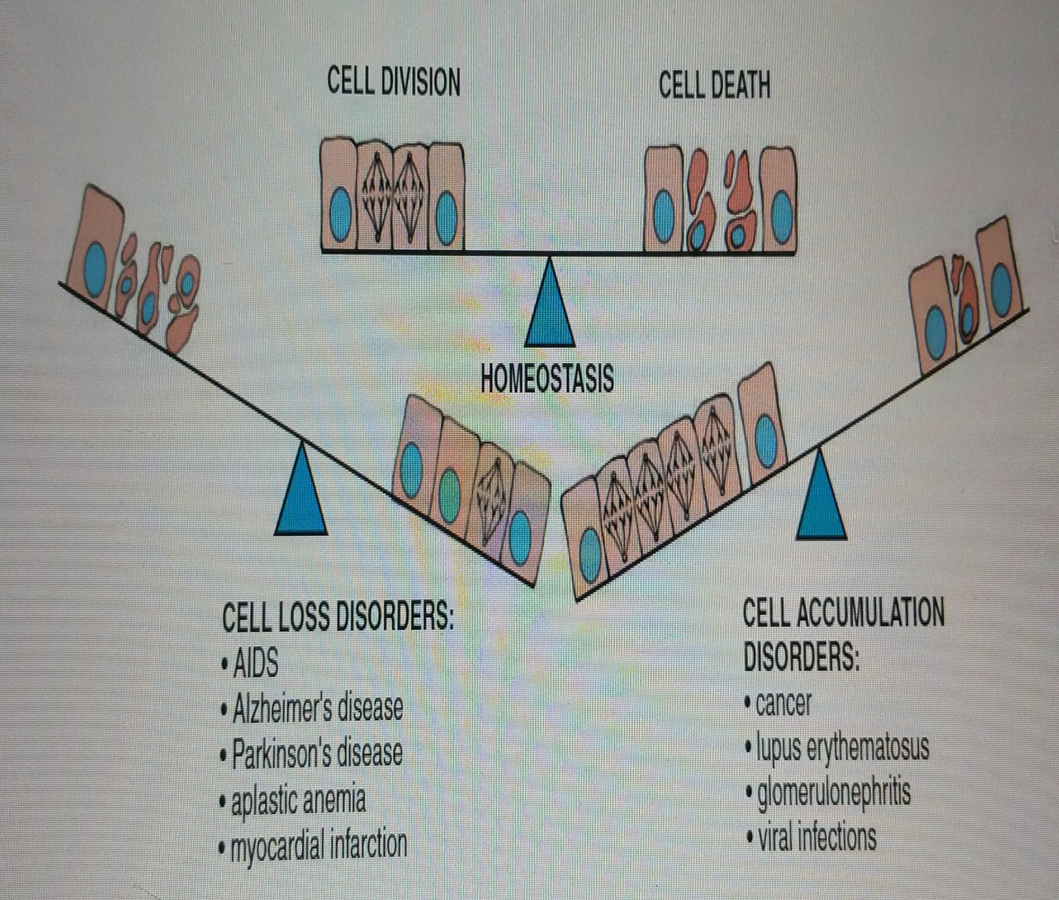 CELL DIVISION
CELL DEATH
HOMEOSTASIS
CELL LOSS DISORDERS:
• AIDS
• Alzheimer's disease
• Parkinson's disease
• aplastic anemia
• myocardial infarction
CELL ACCUMULATION
DISORDERS:
• cancer
• lupus erythematosus
• glomerulonephritis
• viral infections